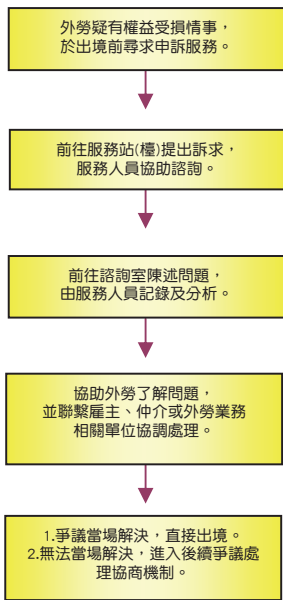 外勞疑有權益受損情事，
於出境前尋求申訴服務。
前往服務站(檯)提出訴求，
服務人員協助諮詢。
前往諮詢室陳述問題，
由服務人員記錄及分析。
協助外勞了解問題，
並聯繫雇主、仲介或外勞業務
相關單位協調處理。
1.爭議當場解決，直接出境。
2.無法當場解決，進入後續爭議處
理協商機制。